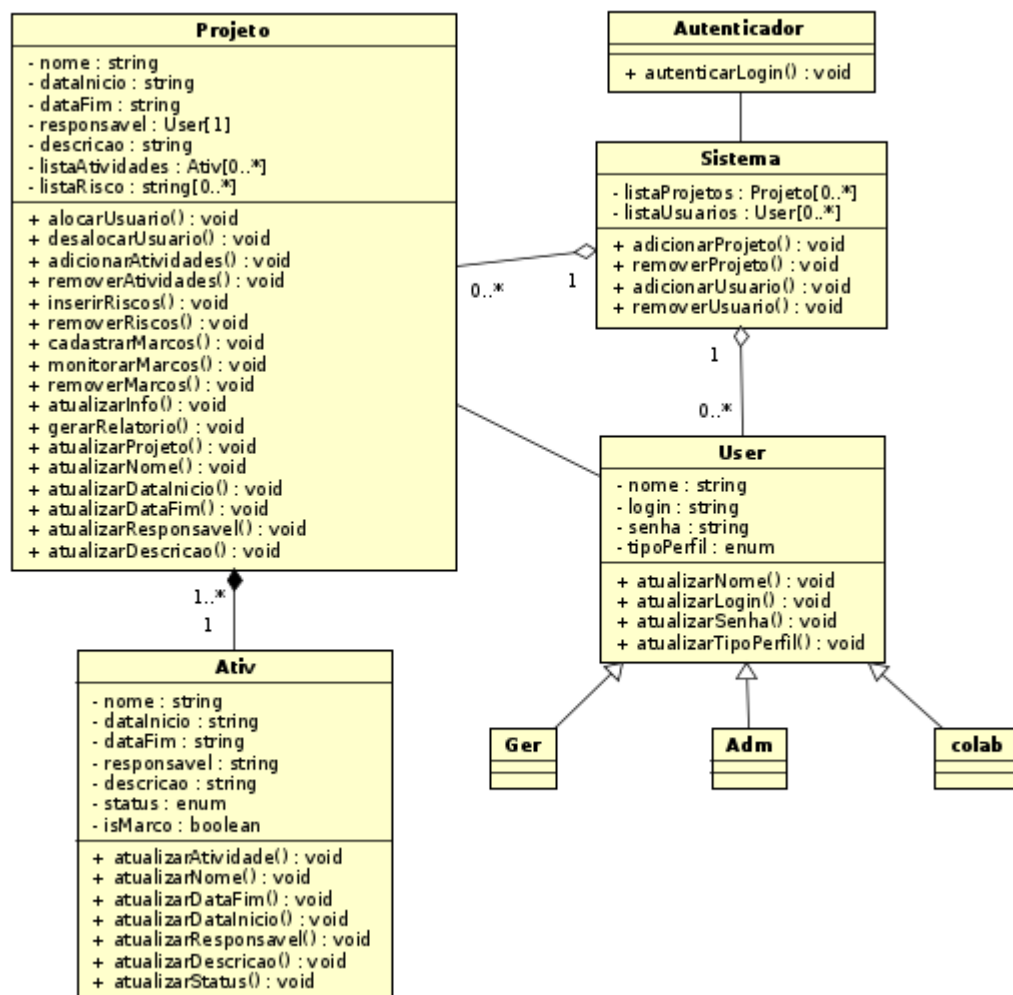 Projeto
- nome : string
- dataInicio : string
- dataFim : string
- responsavel : User[1]
- descricao : string
- listaAtividades : Ativ[0..*]
- listaRisco : string[0..*]
+ alocarUsuario() : void
+ desalocarUsuario() : void
+ adicionarAtividades() : void
+ removerAtividades() : void
+ inserirRiscos() : void
+ removerRiscos() : void
+ cadastrarMarcos() : void
+ monitorarMarcos() : void
+ removerMarcos() : void
+ atualizarInfo() : void
+ gerarRelatorio() : void
+ atualizarProjeto() : void
+ atualizarNome() : void
+ atualizarDataInicio() : void
+ atualizarDataFim() : void
+ atualizarResponsavel() : void
+ atualizarDescricao() : void
Autenticador
+ autenticarLogin() : void
Sistema
- listaProjetos : Projeto[0..*]
- listaUsuarios : User[0..*]
+ adicionarProjeto() : void
+ removerProjeto() : void
+ adicionarUsuario() : void
+ removerUsuario() : void
0..*
1
1
0..*
User
- nome : string
- login : string
- senha : string
- tipoPerfil : enum
+ atualizarNome() : void
+ atualizarLogin() : void
+ atualizarSenha() : void
+ atualizarTipoPerfil() : void
1..*
1
Ativ
- nome : string
- dataInicio : string
- dataFim : string
- responsavel : string
- descricao : string
- status : enum
- isMarco : boolean
+ atualizarAtividade() : void
+ atualizarNome() : void
+ atualizarDataFim() : void
+ atualizarDataInicio() : void
+ atualizarResponsavel() : void
+ atualizarDescricao() : void
+ atualizarStatus() : void
Ger
Adm
colab